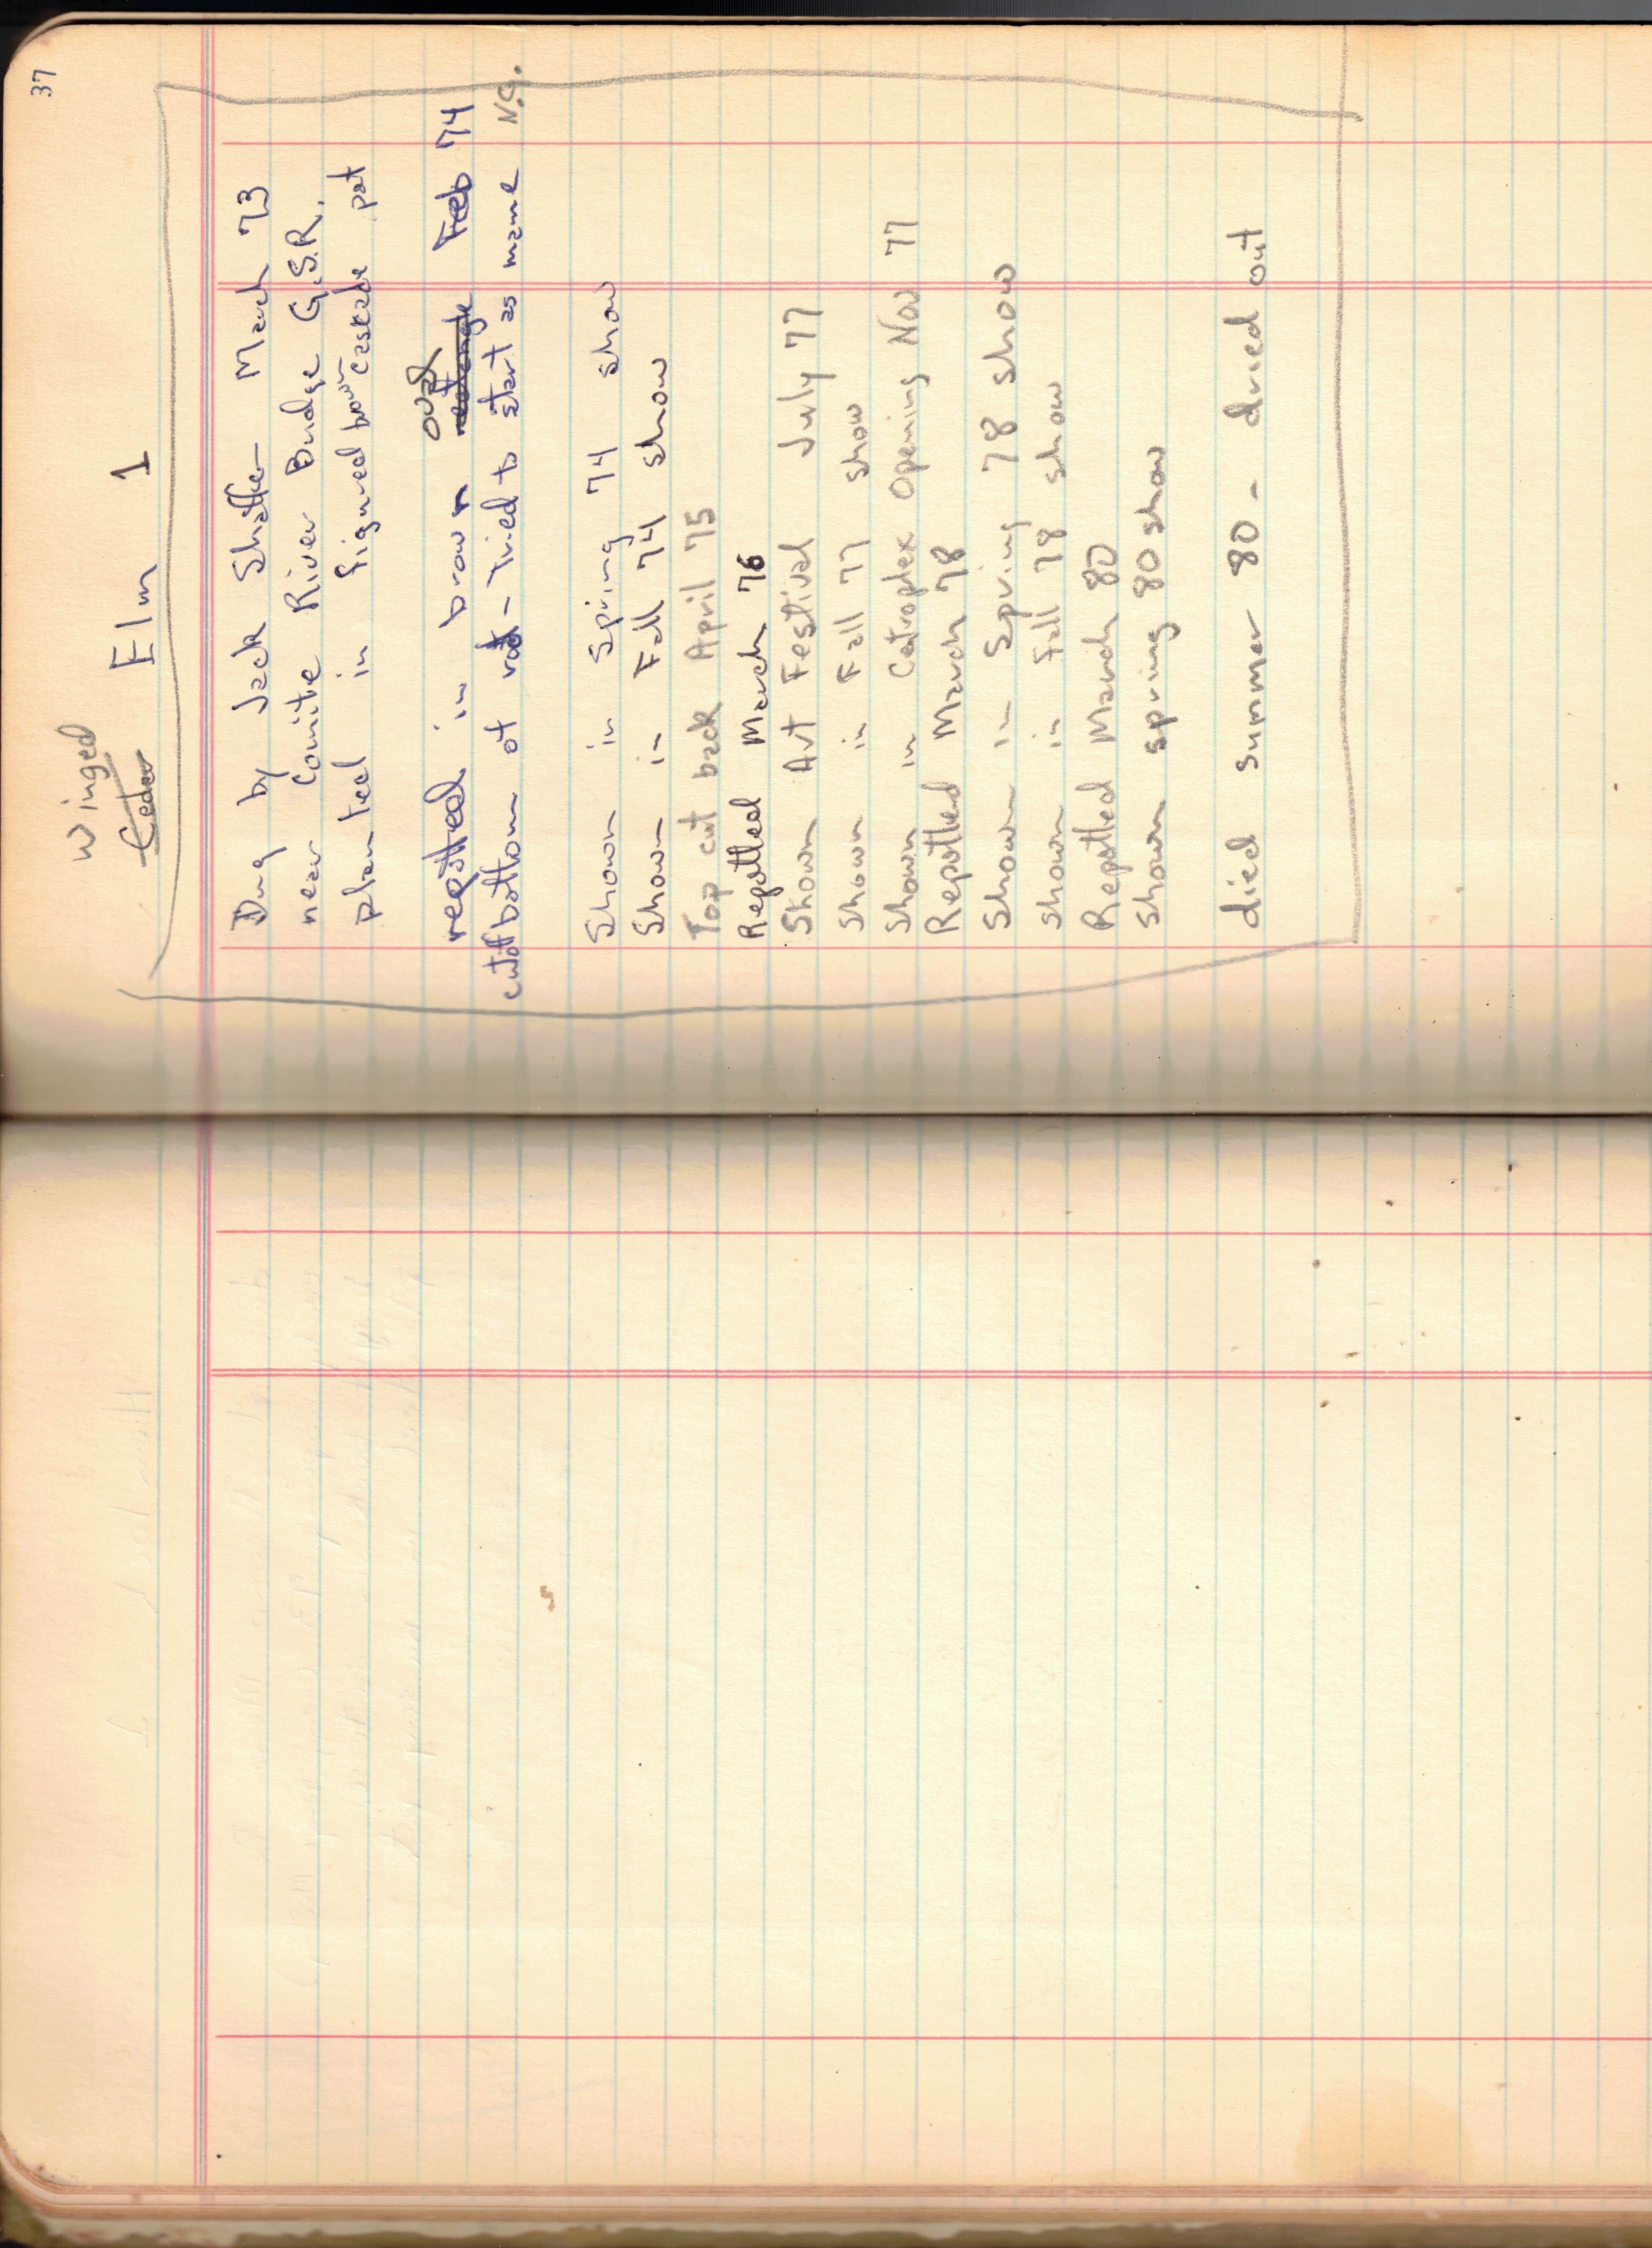 37
Winged
Ceder Elm 1
Dug by Jack Shaffer March 73
near Comite River Bridge G.S.R.
planted in figured brown cascade pot
repotted in brown rectangle oval Feb 74
cutoff bottom of root - Tried to start as mame N.G.
Shown in Spring 74 show
Shown in Fall 74 show
Top cut back April 75
Repotted March 76
Shown Art Festival July 77
Shown in Fall 77 show
Shown in Catroplex Opening Nov 77
Repotted March 78
Shown in Spring 78 show
shown in Fall 78 show
Repotted March 80
Shown spring 80 show
died summer 80 - dried out